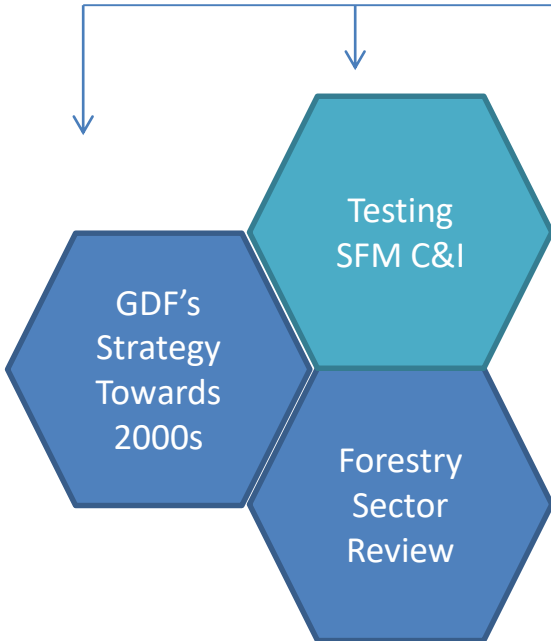 Testing
SFM C&I
GDF's
Strategy
Towards
2000s
Forestry
Sector
Review